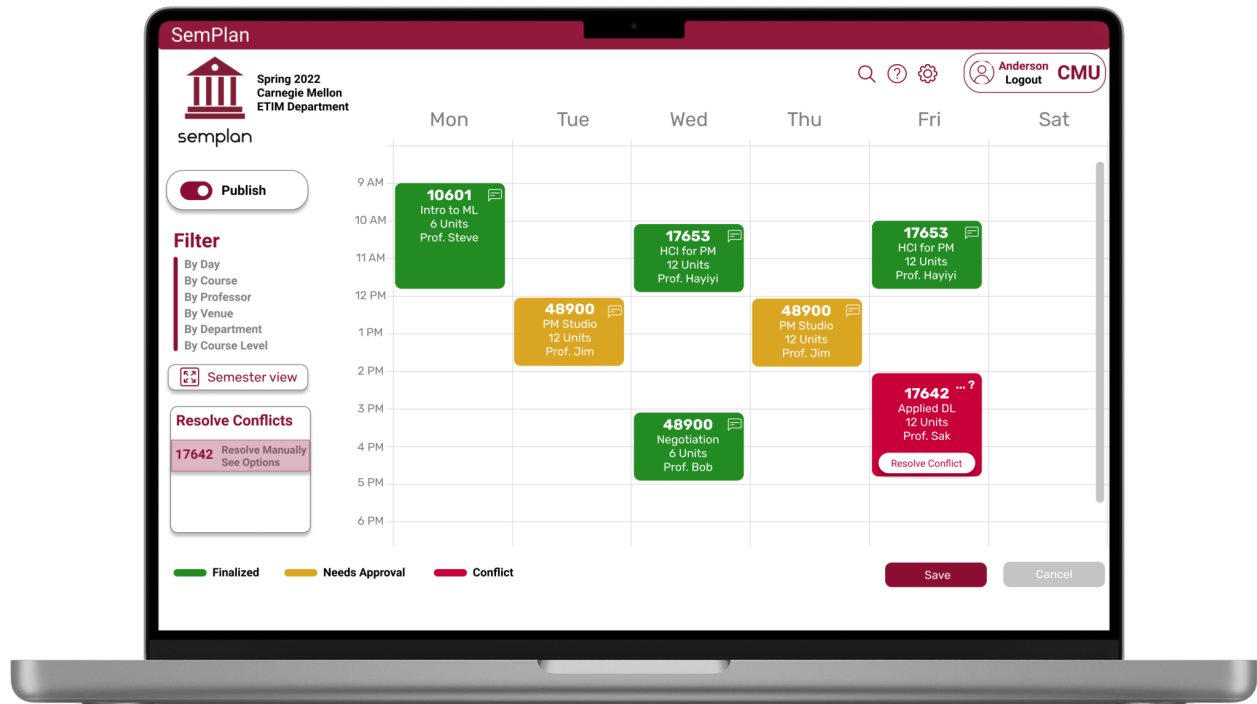 SemPlan
semplan
Spring 2022
Carnegie Mellon
ETIM Department
?
Anderson
Logout
CMU
Mon Tue Wed Thu Fri Sat
Publish
Filter
By Day
By Course
By Professor
By Venue
By Department
By Course Level
Semester view
Resolve Conflicts
17642
Resolve Manually
See Options
9 AM
10 AM
11 AM
12 PM
1 PM
2 PM
3 PM
4 PM
5 PM
6 PM
10601
Intro to ML
6 Units
Prof. Steve
48900
PM Studio
12 Units
Prof. Jim
17653
HCI for PM
12 Units
Prof. Hayiyi
48900
Negotiation
6 Units
Prof. Bob
48900
PM Studio
12 Units
Prof. Jim
17653
HCI for PM
12 Units
Prof. Hayiyi
... ?
17642
Applied DL
12 Units
Prof. Sak
Resolve Conflict
Finalized
Needs Approval
Conflict
Save
Cancel